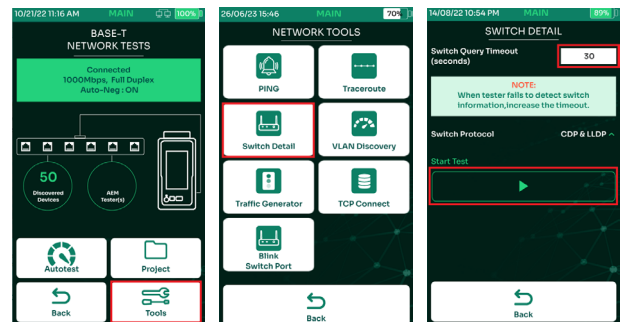 10/21/22 11:16 AM MAIN 100%
BASE-T
NETWORK TESTS
Connected
1000Mbps, Full Duplex
Auto-Neg : ON
50
Discovered
Devices
AEM
Tester(s)
Autotest
Project
Back
Tools
26/06/23 15:46 MAIN 70%
NETWORK TOOLS
PING
Traceroute
Switch Detail
VLAN Discovery
Traffic Generator
TCP Connect
Blink
Switch Port
Back
14/08/22 10:54 PM MAIN 89%
SWITCH DETAIL
Switch Query Timeout
(seconds)
30
NOTE:
When tester fails to detect switch
information,increase the timeout.
Switch Protocol CDP & LLDP
Start Test
Back